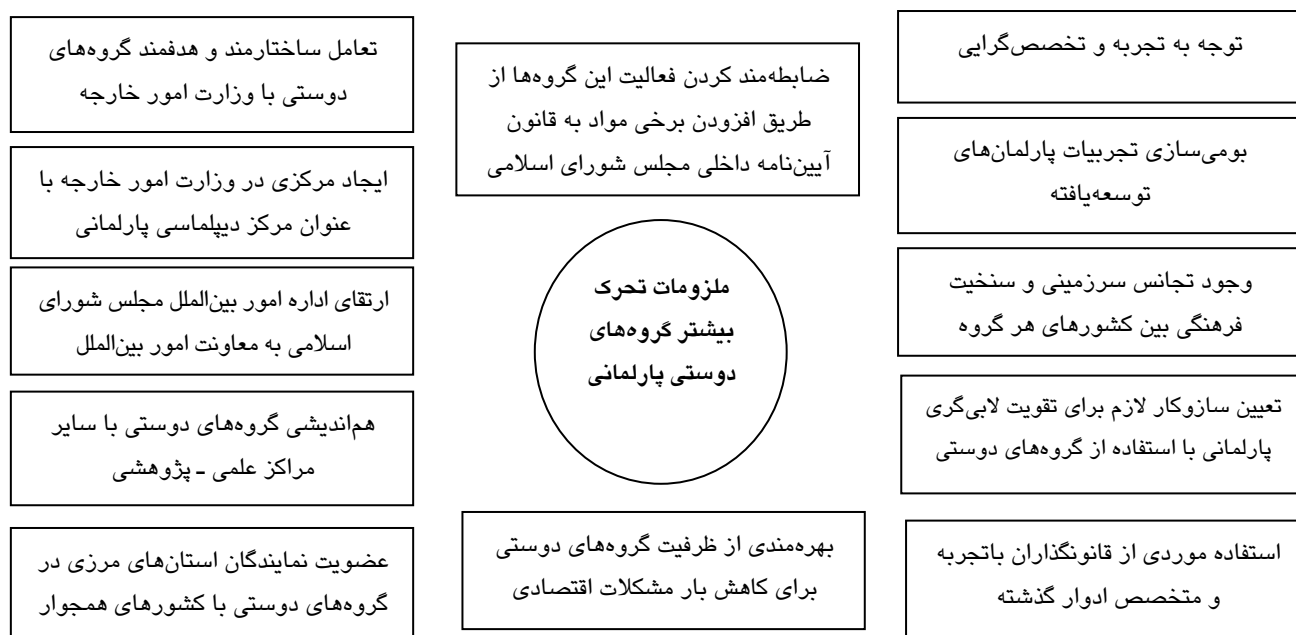 توجه به تجربه و تخصص‌گرایی
بومی‌سازی تجربیات پارلمان‌های
توسعه‌یافته
وجود تجانس سرزمینی و سنخیت
فرهنگی بین کشورهای هر گروه
تعیین سازوکار لازم برای تقویت لابی‌گری
پارلمانی با استفاده از گروه‌های دوستی
استفاده موردی از قانونگذاران باتجربه
و متخصص ادوار گذشته
ضابطه‌مند کردن فعالیت این گروه‌ها از
طریق افزودن برخی مواد به قانون
آیین‌نامه داخلی مجلس شورای اسلامی
ملزومات تحرک
بیشتر گروه‌های
دوستی پارلمانی
بهره‌مندی از ظرفیت گروه‌های دوستی
برای کاهش بار مشکلات اقتصادی
تعامل ساختارمند و هدفمند گروه‌های
دوستی با وزارت امور خارجه
ایجاد مرکزی در وزارت امور خارجه با
عنوان مرکز دیپلماسی پارلمانی
ارتقای اداره امور بین‌الملل مجلس شورای
اسلامی به معاونت امور بین‌الملل
هم‌اندیشی گروه‌های دوستی با سایر
مراکز علمی ـ پژوهشی
عضویت نمایندگان استان‌های مرزی در
گروه‌های دوستی با کشورهای همجوار